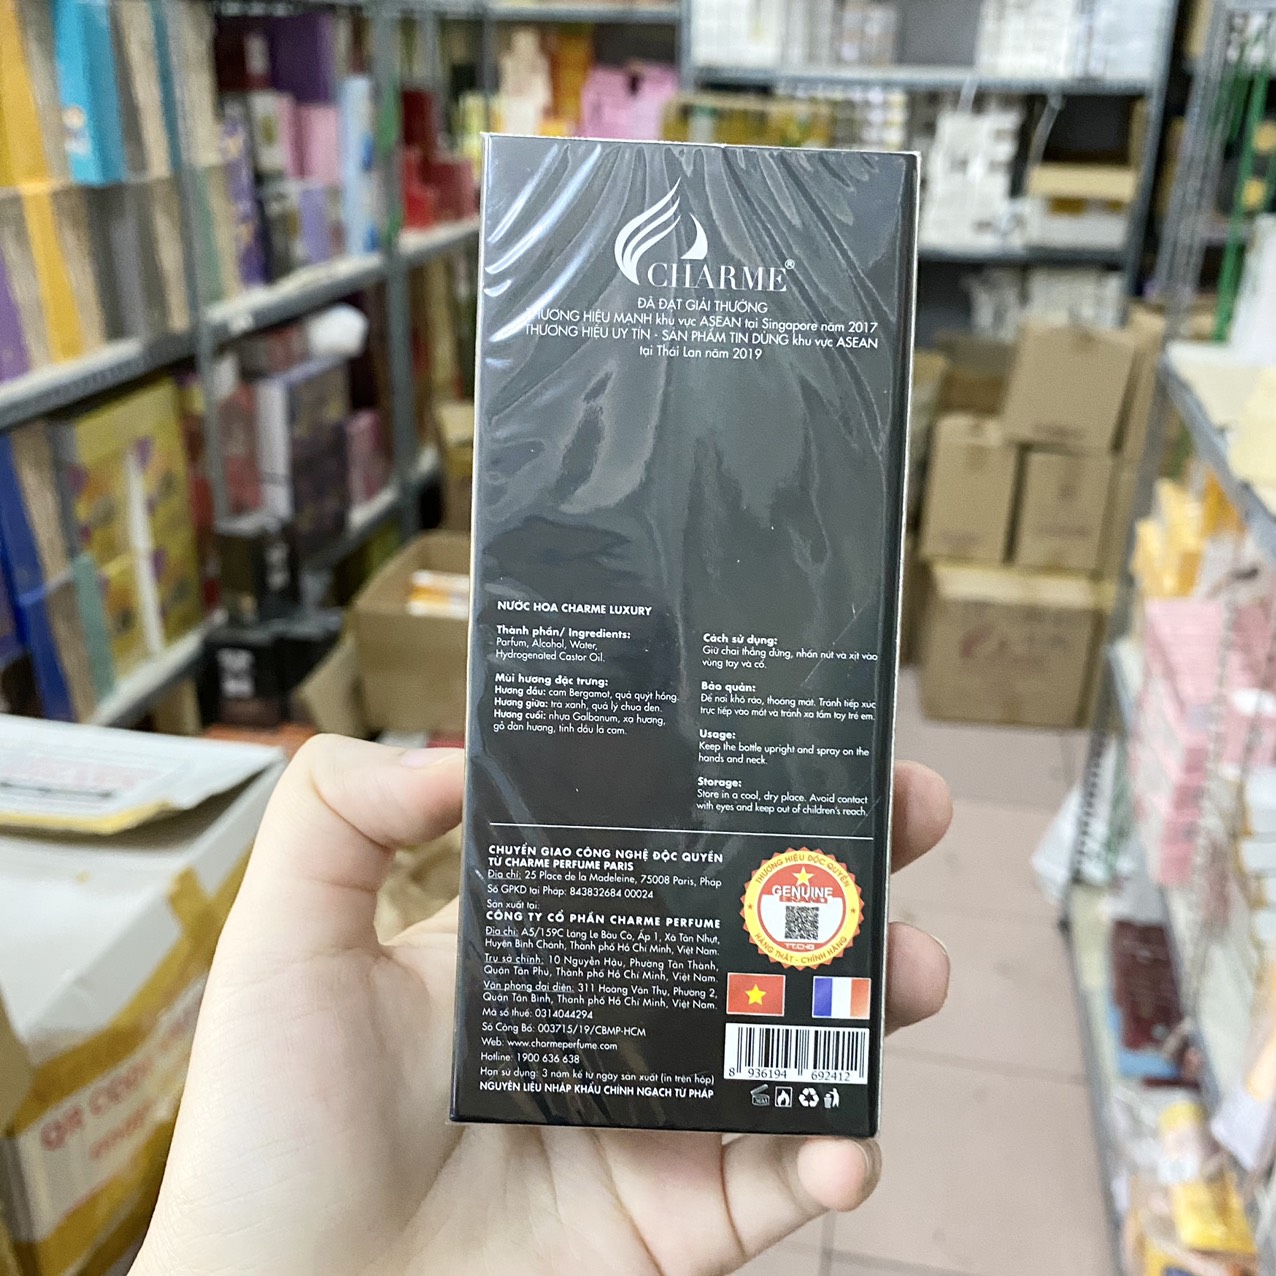 CHARME®
ĐÃ ĐẠT GIẢI THƯỞNG
THƯƠNG HIỆU MẠNH khu vực ASEAN tại Singapore năm 2017
THƯƠNG HIỆU UY TÍN - SẢN PHẨM TIN DÙNG khu vực ASEAN
tại Thái Lan năm 2019
NƯỚC HOA CHARME LUXURY
Thành phần/ Ingredients:
Parfum, Alcohol, Water,
Hydrogenated Castor Oil.
Mùi hương đặc trưng:
Hương đầu: cam Bergamot, quả quýt hồng.
Hương giữa: trà xanh, quả lý chua đen.
Hương cuối: nhựa Galbanum, xạ hương,
gỗ đàn hương, tinh dầu lá cam.
Cách sử dụng:
Giữ chai thẳng đứng, nhấn nút và xịt vào
vùng tay và cổ.
Bảo quản:
Để nơi khô ráo, thoáng mát. Tránh tiếp xúc
trực tiếp vào mắt và tránh xa tầm tay trẻ em.
Usage:
Keep the bottle upright and spray on the
hands and neck.
Storage:
Store in a cool, dry place. Avoid contact
with eyes and keep out of children's reach,
CHUYỂN GIAO CÔNG NGHỆ ĐỘC QUYỀN
TỪ CHARME PERFUME PARIS
Địa chỉ: 25 Place de la Madeleine, 75008 Paris, Pháp
Số GPKD tại Pháp: 843832684 00024
Sản xuất tại:
CÔNG TY CỔ PHẦN CHARME PERFUME
Địa chỉ: A5/159C Láng Le Bàu Cò, Ấp 1, Xã Tân Nhựt,
Huyện Bình Chánh, Thành phố Hồ Chí Minh, Việt Nam.
Trụ sở chính: 10 Nguyễn Háo, Phường Tân Thành,
Quận Tân Phú, Thành phố Hồ Chí Minh, Việt Nam.
Văn phòng đại diện: 311 Hoàng Văn Thụ, Phường 2,
Quận Tân Bình, Thành phố Hồ Chí Minh, Việt Nam.
Mã số thuế: 0314044294
Số Công Bố: 003715/19/CBMP-HCM
Web: www.charmeperfume.com
Hotline: 1900 636 638
Hạn sử dụng: 3 năm kể từ ngày sản xuất (in trên hộp)
NGUYÊN LIỆU NHẬP KHẨU CHÍNH NGẠCH TỪ PHÁP
THƯƠNG HIỆU ĐỘC QUYỀN
GENUINE
HÀNG THẬT - CHÍNH HÃNG
8 936194 692412